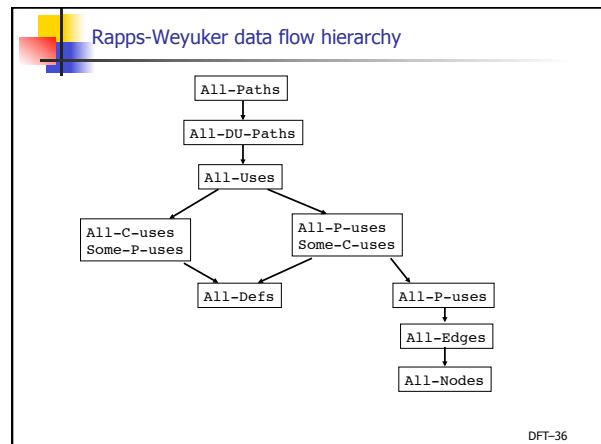 Rapps-Weyuker data flow hierarchy
All-Paths
All-DU-Paths
All-Uses
All-C-uses
Some-P-uses
All-P-uses
Some-C-uses
All-Defs
All-P-uses
All-Edges
All-Nodes
DFT–36